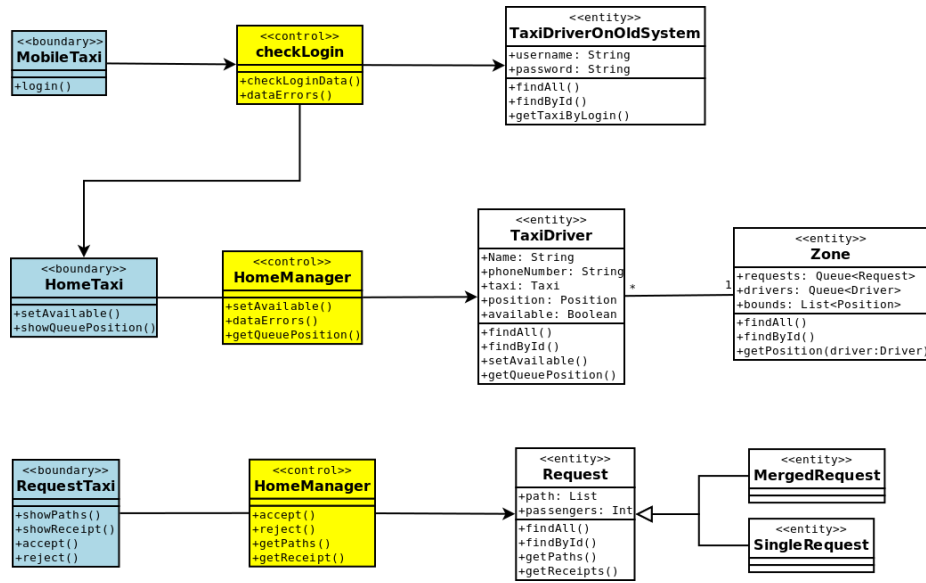 <<boundary>>
MobileTaxi
+login()
<<control>>
checkLogin
+checkLoginData()
+dataErrors()
<<entity>>
TaxiDriverOnOldSystem
+username: String
+password: String
+findAll()
+findById()
+getTaxiByLogin()
<<boundary>>
HomeTaxi
+setAvailable()
+showQueuePosition()
<<control>>
HomeManager
+setAvailable()
+dataErrors()
+getQueuePosition()
<<entity>>
TaxiDriver
+Name: String
+phoneNumber: String
+taxi: Taxi
+position: Position
+available: Boolean
+findAll()
+findById()
+setAvailable()
+getQueuePosition()
*
1
<<entity>>
Zone
+requests: Queue<Request>
+drivers: Queue<Driver>
+bounds: List<Position>
+findAll()
+findById()
+getPosition(driver:Driver)
<<boundary>>
RequestTaxi
+showPaths()
+showReceipt()
+accept()
+reject()
<<control>>
HomeManager
+accept()
+reject()
+getPaths()
+getReceipt()
<<entity>>
Request
+path: List
+passengers: Int
+findAll()
+findById()
+getPaths()
+getReceipts()
<<entity>>
MergedRequest
<<entity>>
SingleRequest